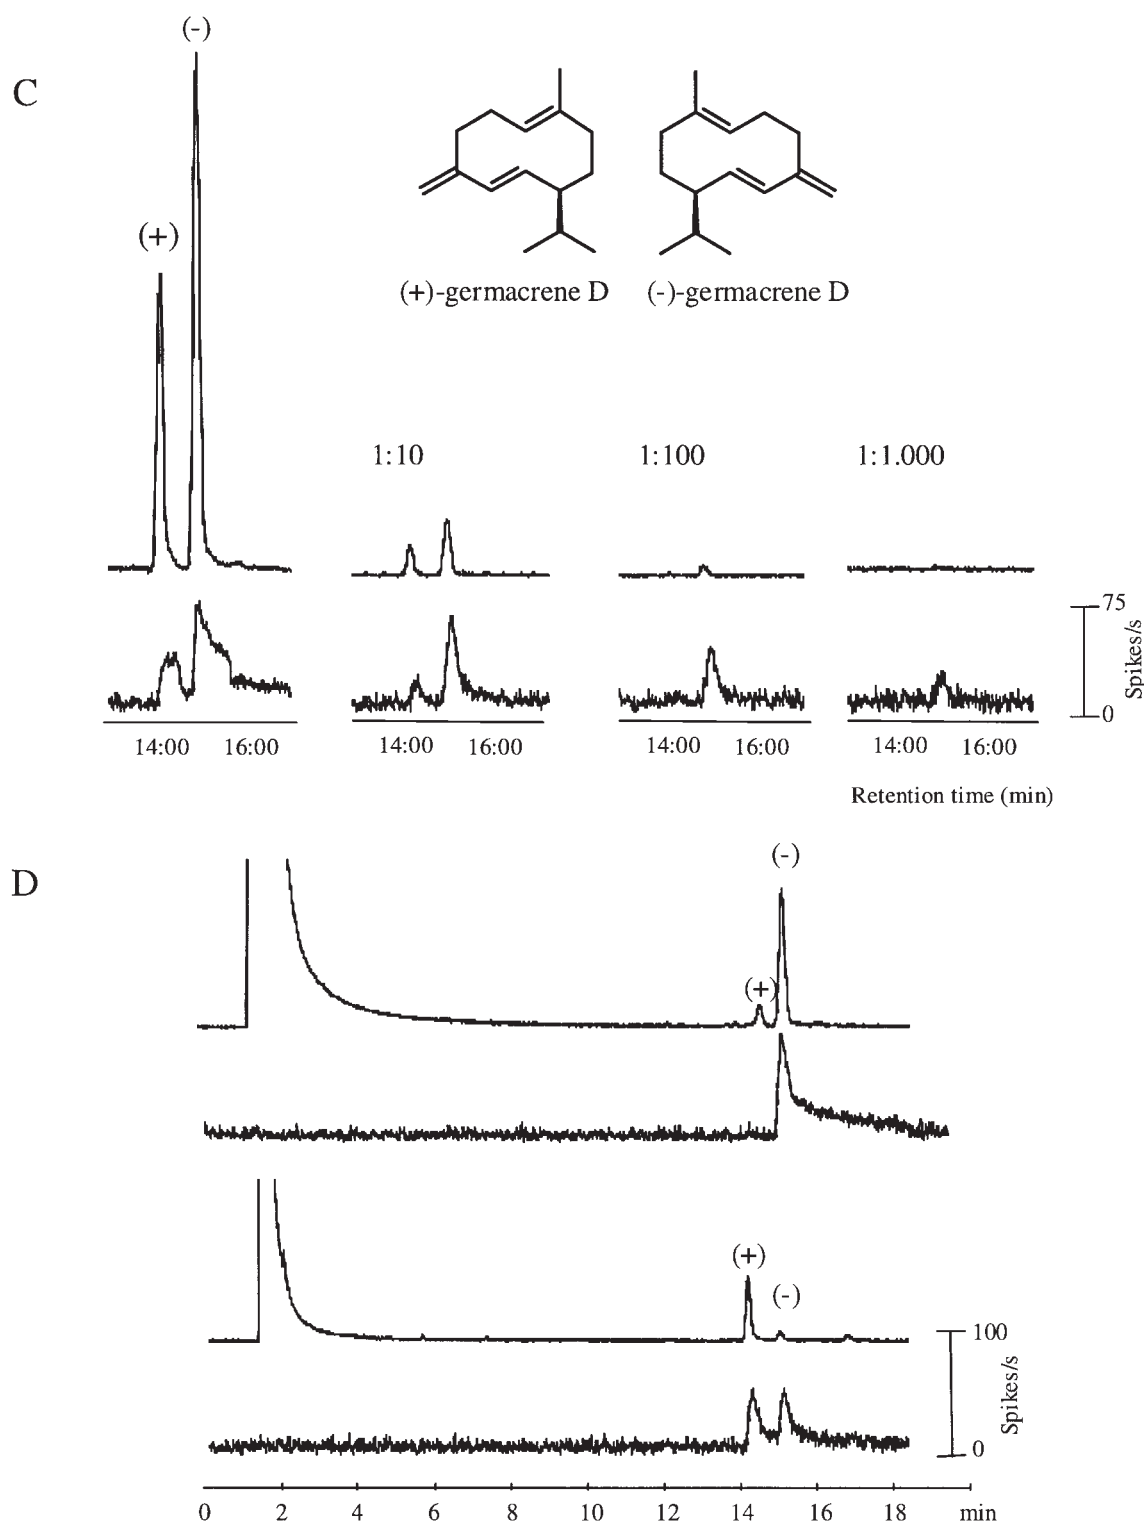 (-)
C
(+)
(+)-germacrene D
(-)-germacrene D
1:10
1:100
1:1.000
75
Spikes/s
0
14:00 16:00
14:00 16:00
14:00 16:00
14:00 16:00
Retention time (min)
(-)
D
(+)
(+)
(-)
100
Spikes/s
0
0 2 4 6 8 10 12 14 16 18 min